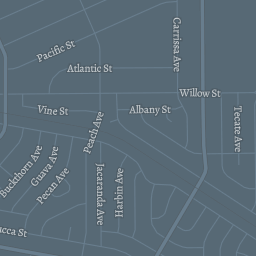 Carrissa Ave
Pacific St
Atlantic St
Willow St
Vine St
Albany St
Tecate Ave
Peach Ave
Buckthorn Ave
Guava Ave
Pecan Ave
Jacaranda Ave
Harbin Ave
ucca St